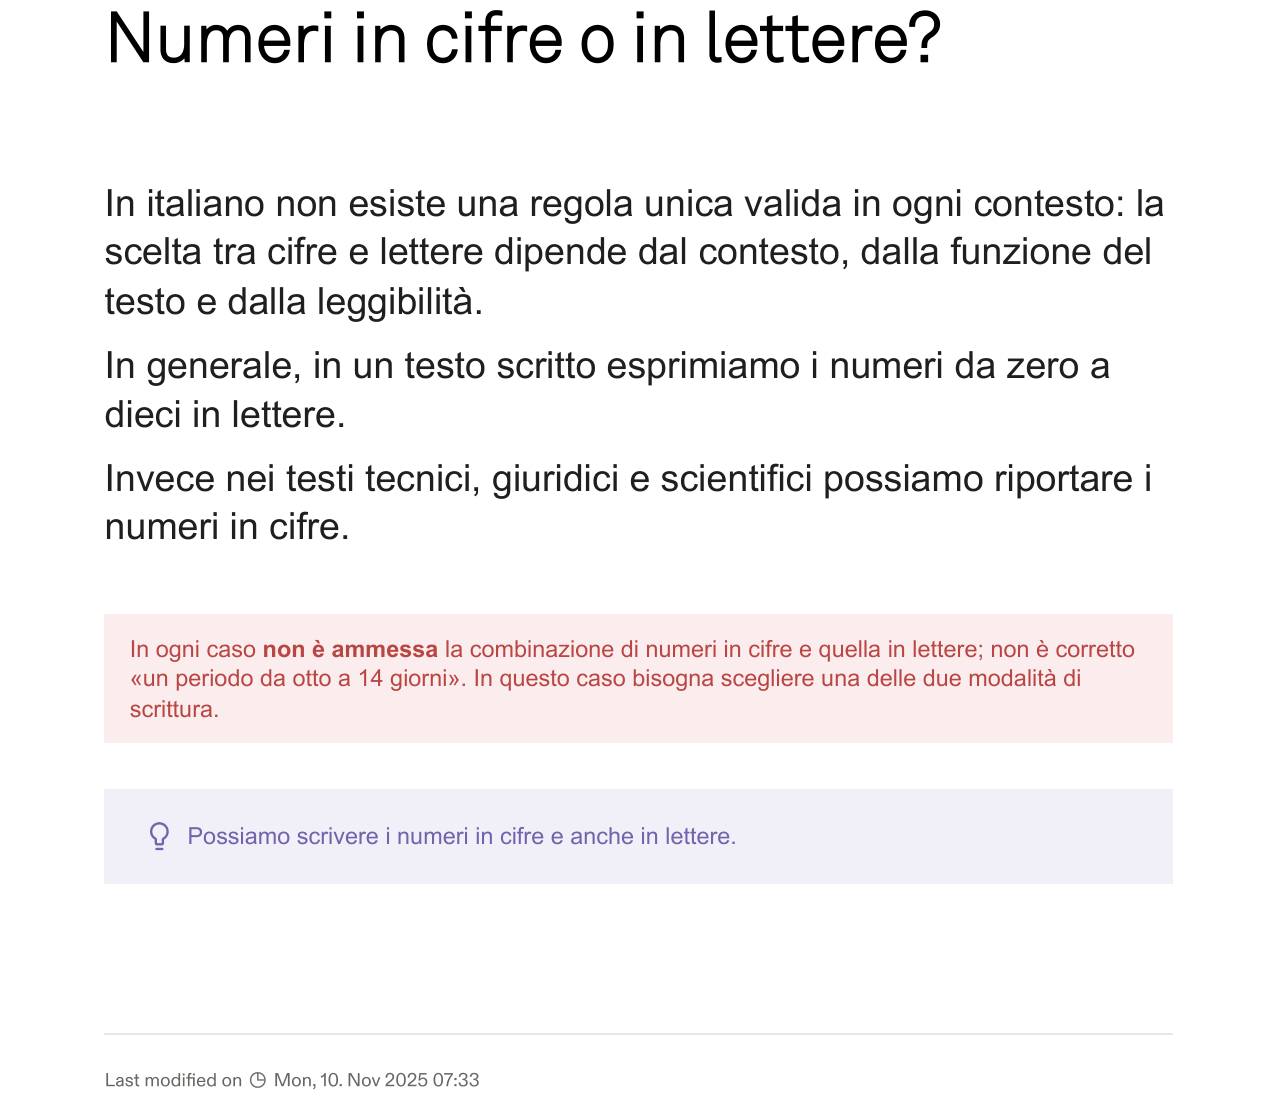 Numeri in cifre o in lettere?
In italiano non esiste una regola unica valida in ogni contesto: la
scelta tra cifre e lettere dipende dal contesto, dalla funzione del
testo e dalla leggibilità.
In generale, in un testo scritto esprimiamo i numeri da zero a
dieci in lettere.
Invece nei testi tecnici, giuridici e scientifici possiamo riportare i
numeri in cifre.
In ogni caso non è ammessa la combinazione di numeri in cifre e quella in lettere; non è corretto
«un periodo da otto a 14 giorni». In questo caso bisogna scegliere una delle due modalità di
scrittura.
Possiamo scrivere i numeri in cifre e anche in lettere.
Last modified on Mon, 10. Nov 2025 07:33